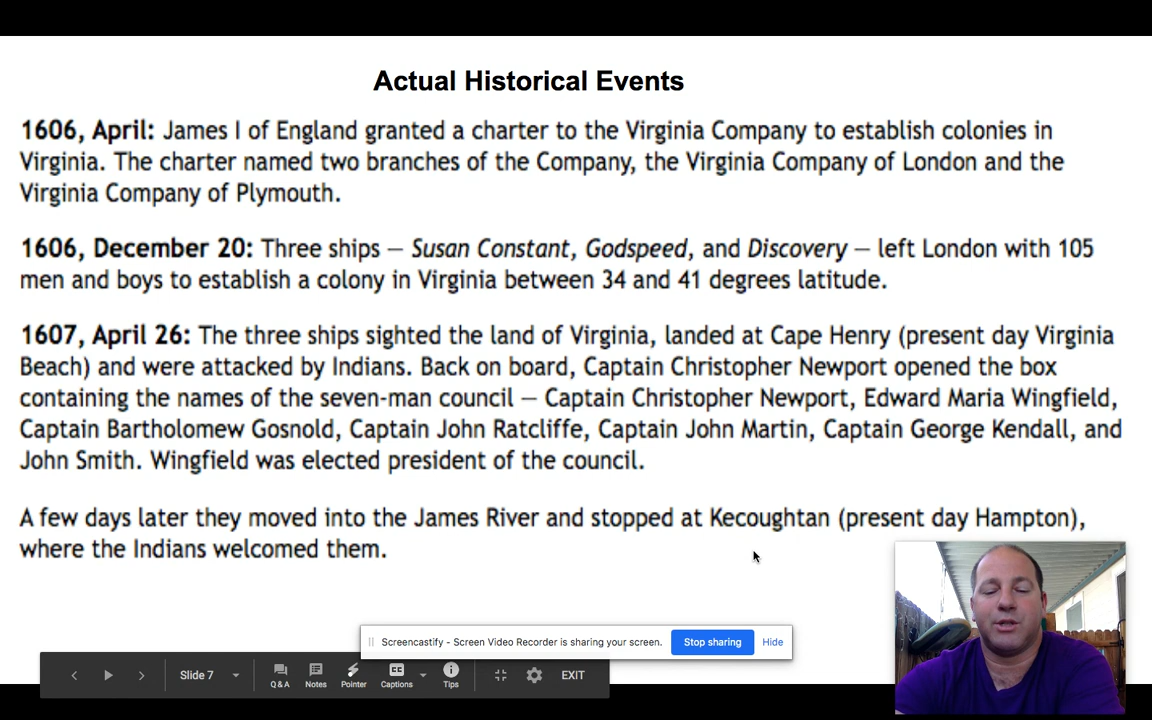 Actual Historical Events
1606, April: James I of England granted a charter to the Virginia Company to establish colonies in
Virginia. The charter named two branches of the Company, the Virginia Company of London and the
Virginia Company of Plymouth.
1606, December 20: Three ships — Susan Constant, Godspeed, and Discovery — left London with 105
men and boys to establish a colony in Virginia between 34 and 41 degrees latitude.
1607, April 26: The three ships sighted the land of Virginia, landed at Cape Henry (present day Virginia
Beach) and were attacked by Indians. Back on board, Captain Christopher Newport opened the box
containing the names of the seven-man council — Captain Christopher Newport, Edward Maria Wingfield,
Captain Bartholomew Gosnold, Captain John Ratcliffe, Captain John Martin, Captain George Kendall, and
John Smith. Wingfield was elected president of the council.
A few days later they moved into the James River and stopped at Kecoughtan (present day Hampton),
where the Indians welcomed them.
Screencastify - Screen Video Recorder is sharing your screen. Stop sharing Hide
Slide 7 Q&A Notes Pointer CC Captions Tips EXIT